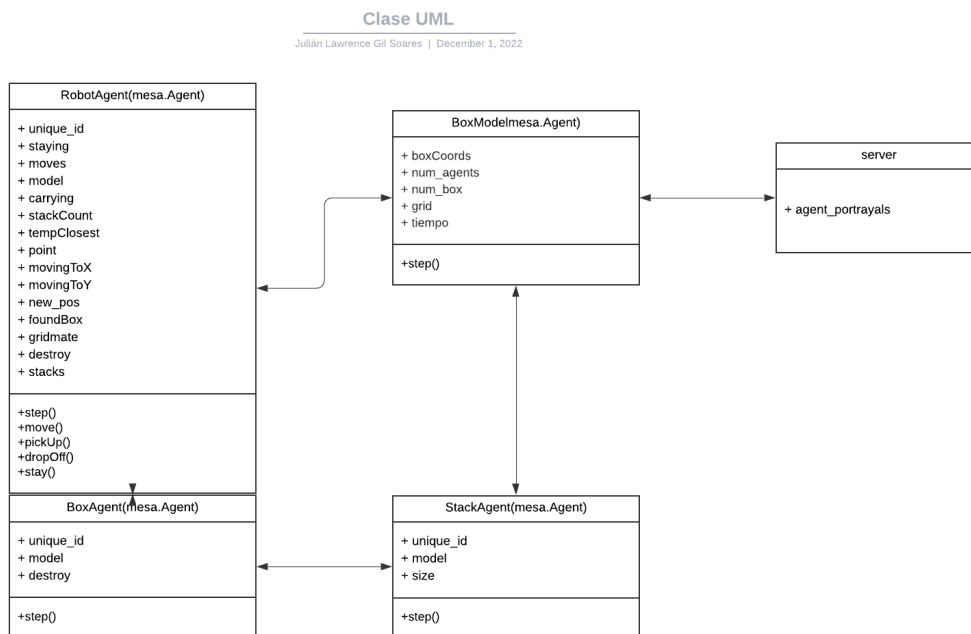 Clase UML
Julián Lawrence Gil Soares | December 1, 2022
RobotAgent(mesa.Agent)
+ unique_id
+ staying
+ moves
+ model
+ carrying
+ stackCount
+ tempClosest
+ point
+ movingToX
+ movingToY
+ new_pos
+ foundBox
+ gridmate
+ destroy
+ stacks
+step()
+move()
+pickUp()
+dropOff()
+stay()
BoxModelmesa.Agent)
+ boxCoords
+ num_agents
+ num_box
+ grid
+ tiempo
+step()
server
+ agent_portrayals
BoxAgent(mesa.Agent)
+ unique_id
+ model
+ destroy
+step()
StackAgent(mesa.Agent)
+ unique_id
+ model
+ size
+step()